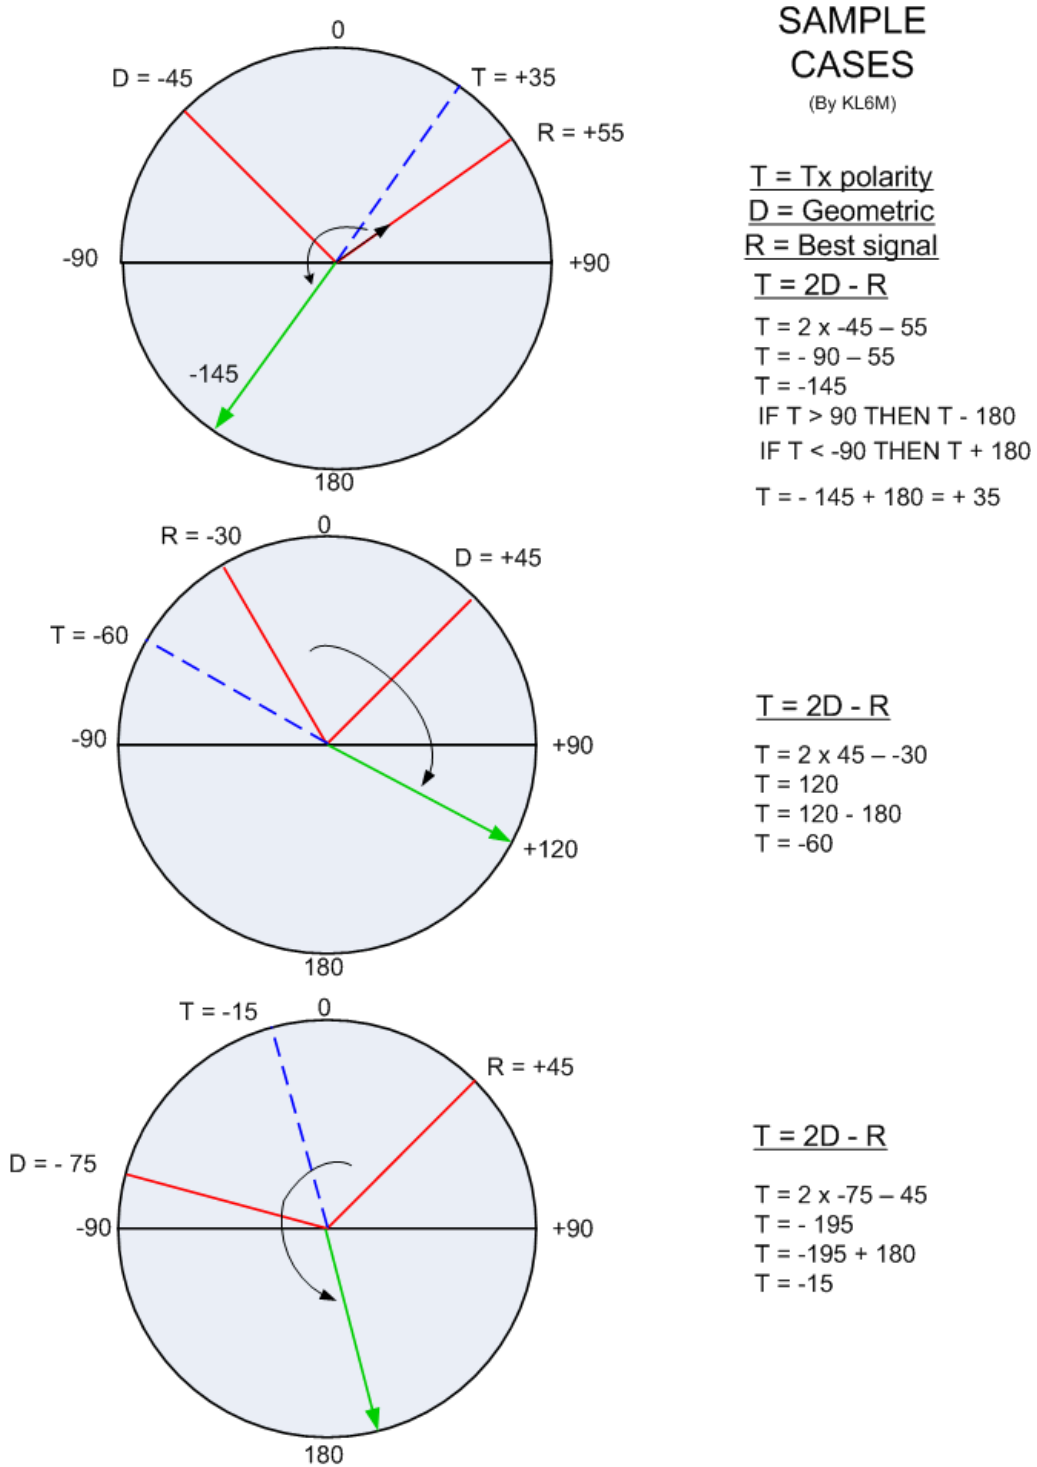 SAMPLE
CASES
(By KL6M)
0
D = -45
T = +35
R = +55
-90
+90
-145
180
T = Tx polarity
D = Geometric
R = Best signal
T = 2D - R
T = 2 x -45 – 55
T = - 90 – 55
T = -145
IF T > 90 THEN T - 180
IF T < -90 THEN T + 180
T = - 145 + 180 = + 35
0
R = -30
D = +45
T = -60
-90
+90
+120
180
T = 2D - R
T = 2 x 45 – -30
T = 120
T = 120 - 180
T = -60
0
T = -15
R = +45
D = - 75
-90
+90
180
T = 2D - R
T = 2 x -75 – 45
T = - 195
T = -195 + 180
T = -15